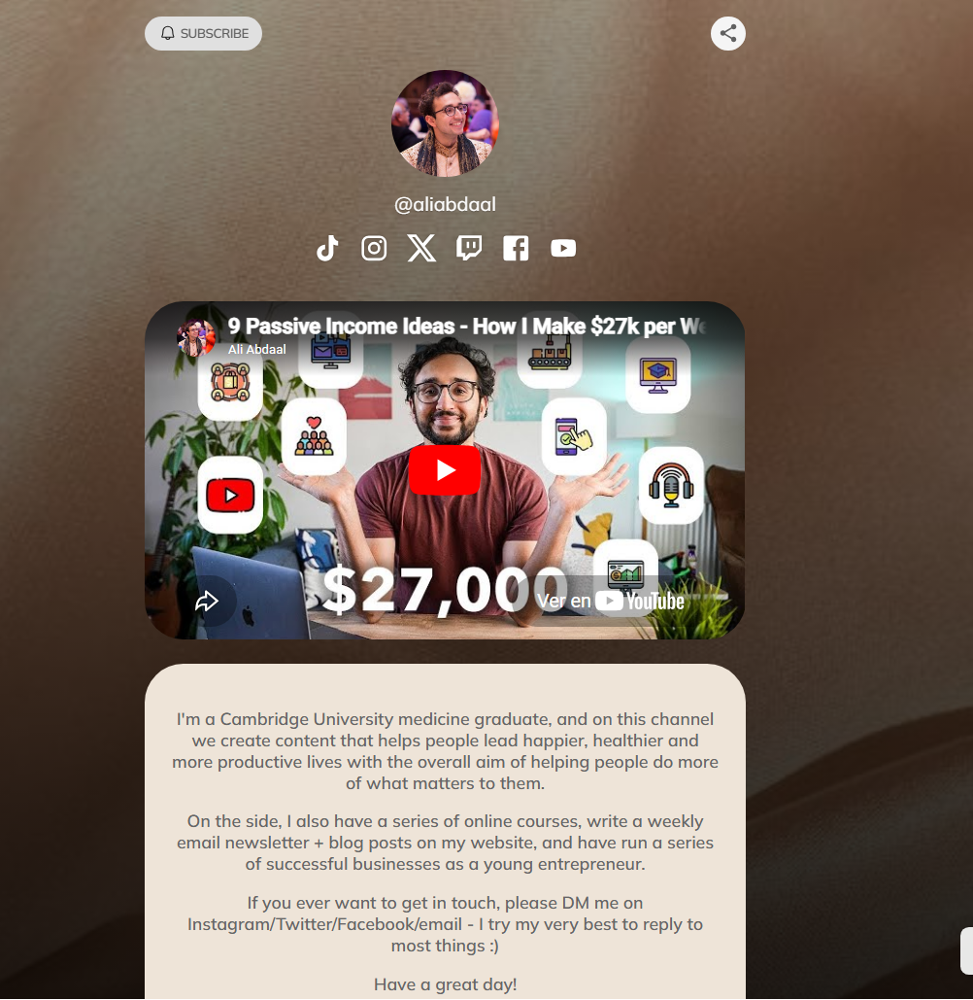 SUBSCRIBE
@aliabdaal
9 Passive Income Ideas - How I Make $27k per
Ali Abdaal
$27,000
Ver en YouTube
I'm a Cambridge University medicine graduate, and on this channel
we create content that helps people lead happier, healthier and
more productive lives with the overall aim of helping people do more
of what matters to them.
On the side, I also have a series of online courses, write a weekly
email newsletter + blog posts on my website, and have run a series
of successful businesses as a young entrepreneur.
If you ever want to get in touch, please DM me on
Instagram/Twitter/Facebook/email - I try my very best to reply to
most things :)
Have a great day!